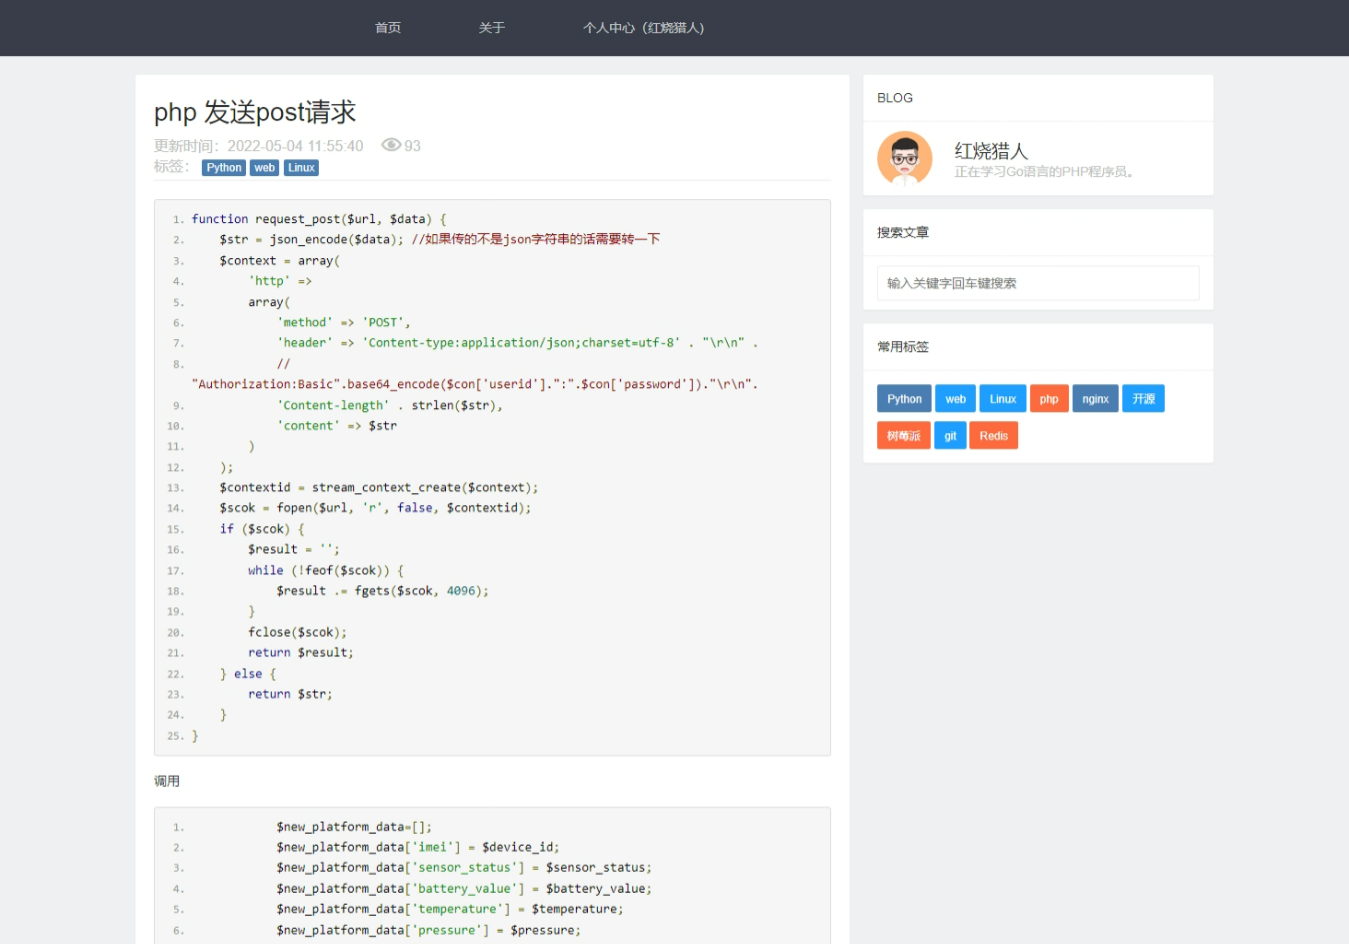 首页 关于 个人中心（红烧猎人）
php 发送post请求
更新时间：2022-05-04 11:55:40 93
标签： Python web Linux
1. function request_post($url, $data) {
2. $str = json_encode($data); //如果传的不是json字符串的话需要转一下
3. $context = array(
4. 'http' =>
5. array(
6. 'method' => 'POST',
7. 'header' => 'Content-type:application/json;charset=utf-8' . "\r\n" .
8. //
"Authorization:Basic".base64_encode($con['userid'].":".$con['password'])."\r\n".
9. 'Content-length' . strlen($str),
10. 'content' => $str
11. )
12. );
13. $contextid = stream_context_create($context);
14. $scok = fopen($url, 'r', false, $contextid);
15. if ($scok) {
16. $result = '';
17. while (!feof($scok)) {
18. $result .= fgets($scok, 4096);
19. }
20. fclose($scok);
21. return $result;
22. } else {
23. return $str;
24. }
25. }
调用
1. $new_platform_data=[];
2. $new_platform_data['imei'] = $device_id;
3. $new_platform_data['sensor_status'] = $sensor_status;
4. $new_platform_data['battery_value'] = $battery_value;
5. $new_platform_data['temperature'] = $temperature;
6. $new_platform_data['pressure'] = $pressure;
BLOG
红烧猎人
正在学习Go语言的PHP程序员。
搜索文章
输入关键字回车键搜索
常用标签
Python web Linux php nginx 开源
树莓派 git Redis